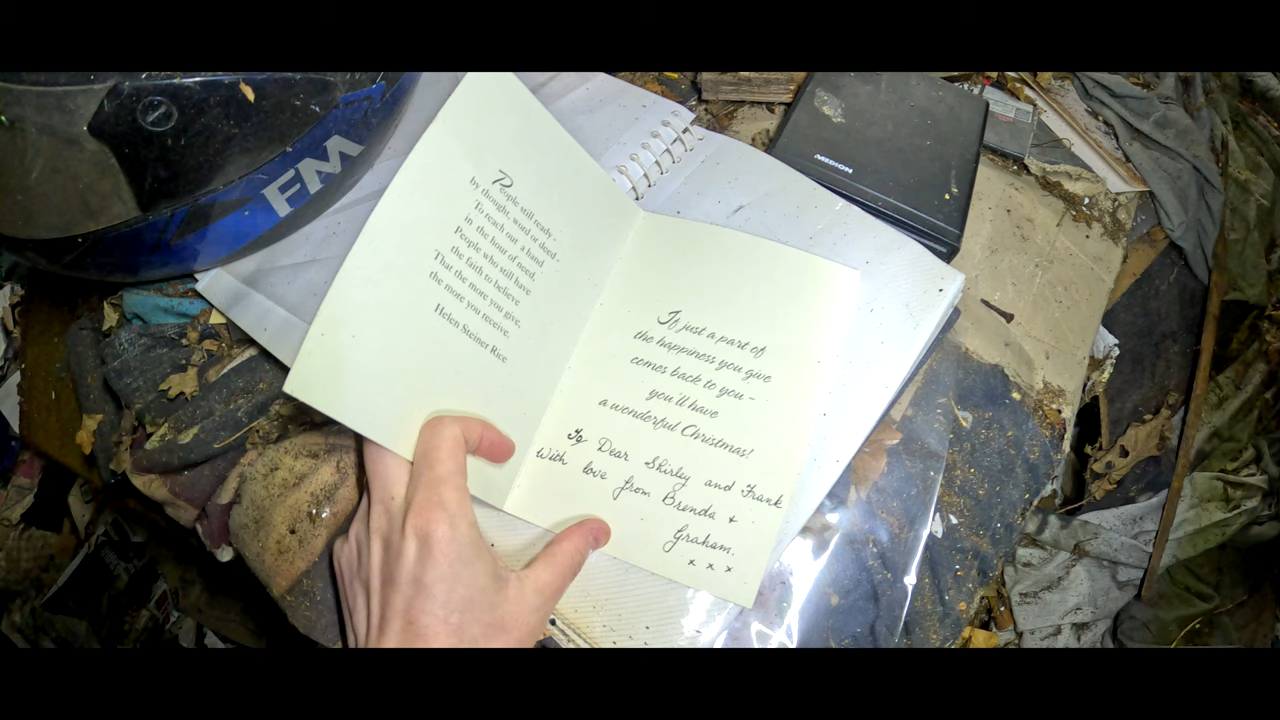 FM
MEDION
People still ready -
by thought, word or deed -
To reach out a hand
in the hour of need,
People who still have
the faith to believe
That the more you give,
the more you receive.
Helen Steiner Rice
If just a part of
the happiness you give
comes back to you -
you'll have
a wonderful Christmas!
To Dear Shirley and Frank
With love from Brenda +
Graham.
x x x